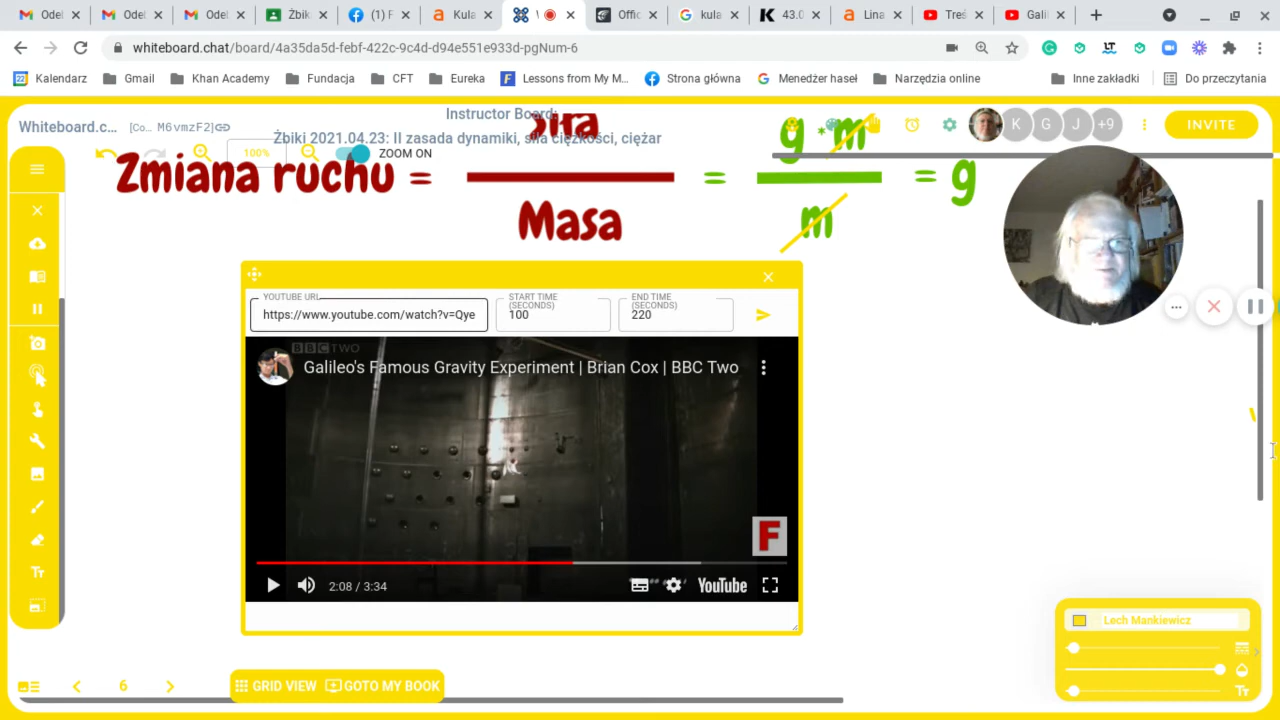 Odel
Odel
Odel
Żbik
(1) F
Kula
Offic
kula
43.0
Lina
Treś
Gali
whiteboard.chat/board/4a35da5d-febf-422c-9c4d-d94e551e933d-pgNum-6
Kalendarz
Gmail
Khan Academy
Fundacja
CFT
Eureka
Lessons from My M...
Strona główna
Menedżer haseł
Narzędzia online
Inne zakładki
Do przeczytania
Whiteboard.c...
[Co... M6vmzF2]
Instructor Board:
Żbiki 2021.04.23: II zasada dynamiki, siła ciężkości, ciężar
100%
ZOOM ON
K G J +9
INVITE
Siła
Zmiana ruchu =
Masa
=
g * m
m
= g
YOUTUBE URL
https://www.youtube.com/watch?v=Qye
START TIME (SECONDS)
100
END TIME (SECONDS)
220
BBC TWO
Galileo's Famous Gravity Experiment | Brian Cox | BBC Two
F
2:08 / 3:34
YouTube
Tт
Lech Mankiewicz
Tт
6
GRID VIEW
GOTO MY BOOK